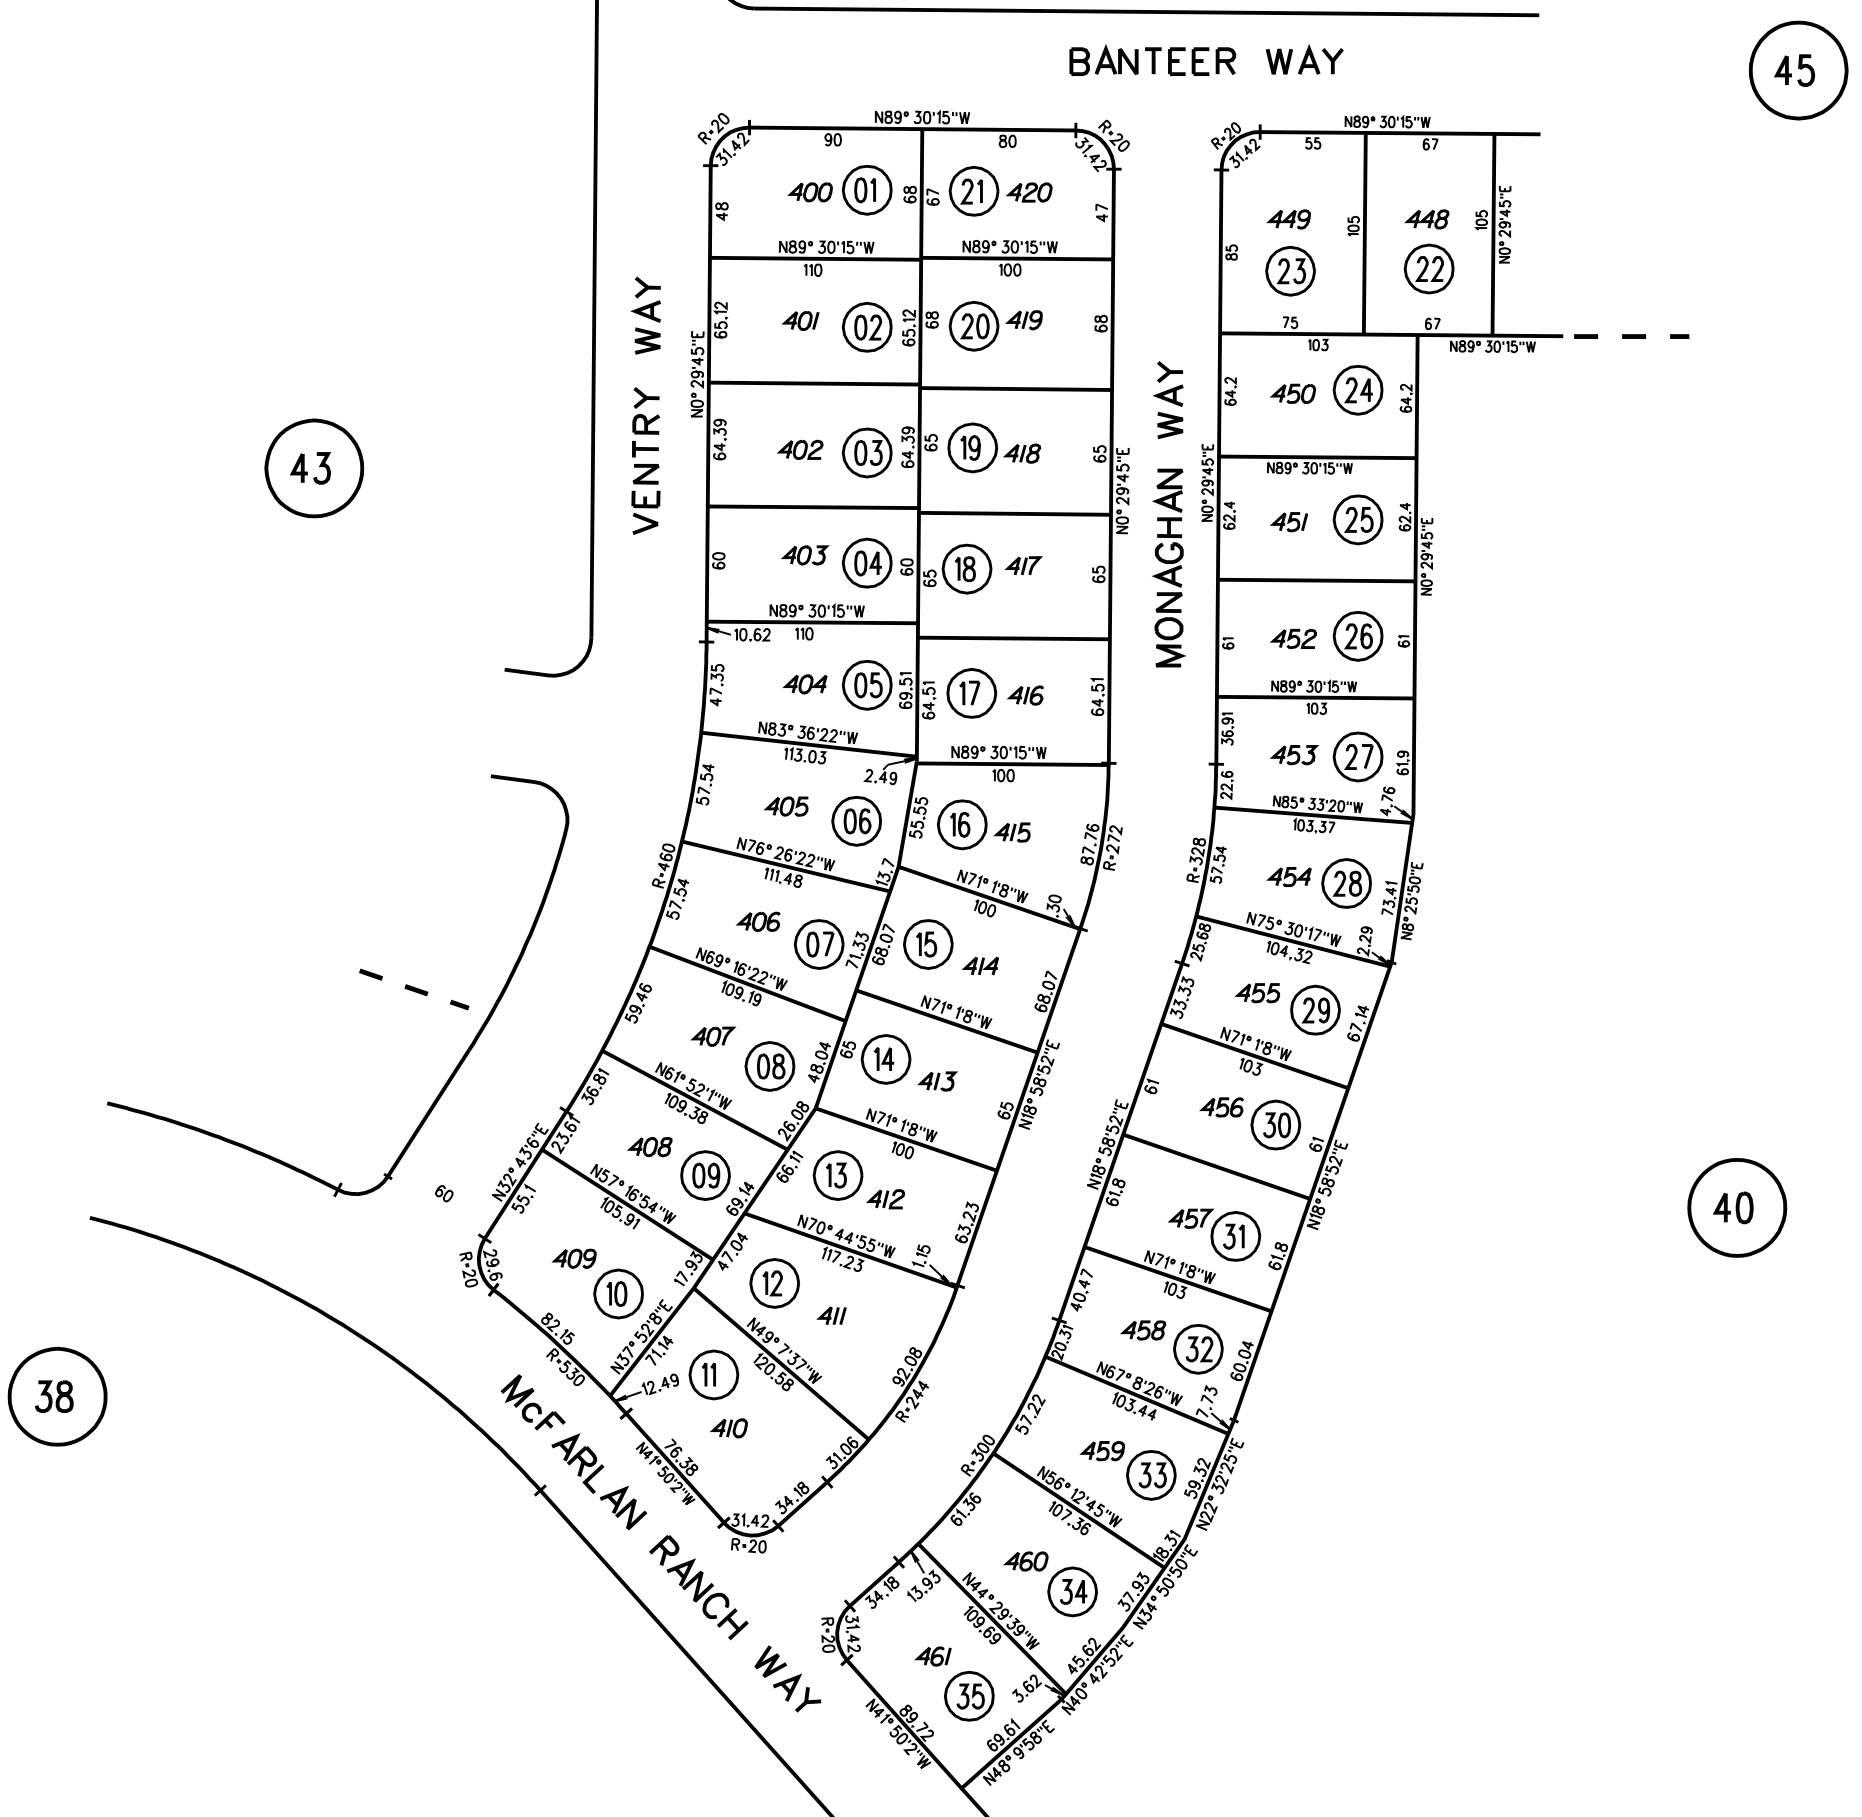 BANTEER WAY
45
R=20
31.42
N89° 30'15"W
90
80
R=20
31.42
R=20
31.42
N89° 30'15"W
55
67
400 01
68
67
21 420
48
47
449
23
85
105
448
22
105
N0° 29'45"E
N89° 30'15"W
110
N89° 30'15"W
100
VENTRY WAY
N0° 29'45"E
65.12
401 02
65.12
68
20 419
68
75
67
103
N89° 30'15"W
64.39
402 03
64.39
65
19 418
65
N0° 29'45"E
MONAGHAN WAY
N0° 29'45"E
64.2
450 24
64.2
N89° 30'15"W
43
60
403 04
60
65
18 417
65
62.4
451 25
62.4
N0° 29'45"E
N89° 30'15"W
10.62
110
61
452 26
61
47.35
404 05
69.51
64.51
17 416
64.51
N89° 30'15"W
103
N83° 36'22"W
113.03
2.49
N89° 30'15"W
100
36.91
22.6
453 27
61.9
4.76
N85° 33'20"W
103.37
57.54
405 06
55.55
16 415
87.76
R=272
13.7
N76° 26'22"W
111.48
R=460
57.54
R=328
57.54
454 28
73.41
N8° 25'50"E
N71° 1'8"W
100
.30
406 07
71.33
68.07
15
414
68.07
25.68
N75° 30'17"W
104.32
2.29
N69° 16'22"W
109.19
59.46
33.33
455 29
67.14
N71° 1'8"W
407 08
48.04
65
14
413
65
N18° 58'52"E
N71° 1'8"W
103
61
456 30
61
N61° 52'1"W
109.38
36.81
23.61
26.08
N71° 1'8"W
100
N18° 58'52"E
61.8
N18° 58'52"E
N32° 43'6"E
55.1
60
408 09
66.11
69.14
13
412
63.23
457 31
61.8
40
N57° 16'54"W
105.91
N70° 44'55"W
117.23
1.15
47.04
17.93
N71° 1'8"W
103
R=20
29.6
409
10
82.15
R=530
N37° 52'8"E
71.14
12
411
40.47
20.31
458 32
60.04
N49° 7'37"W
120.58
92.08
R=244
N67° 8'26"W
103.44
7.73
38
12.49
11
410
31.06
57.22
R=300
459 33
59.32
N22° 32'25"E
McFARLAN RANCH WAY
76.38
N41° 50'2"W
34.18
31.42
R=20
61.36
N56° 12'45"W
107.36
18.31
N34° 50'50"E
37.93
460
34
13.93
34.18
N44° 29'39"W
109.69
45.62
N40° 42'52"E
R=20
31.42
461
35
3.62
89.72
N41° 50'2"W
69.61
N48° 9'58"E